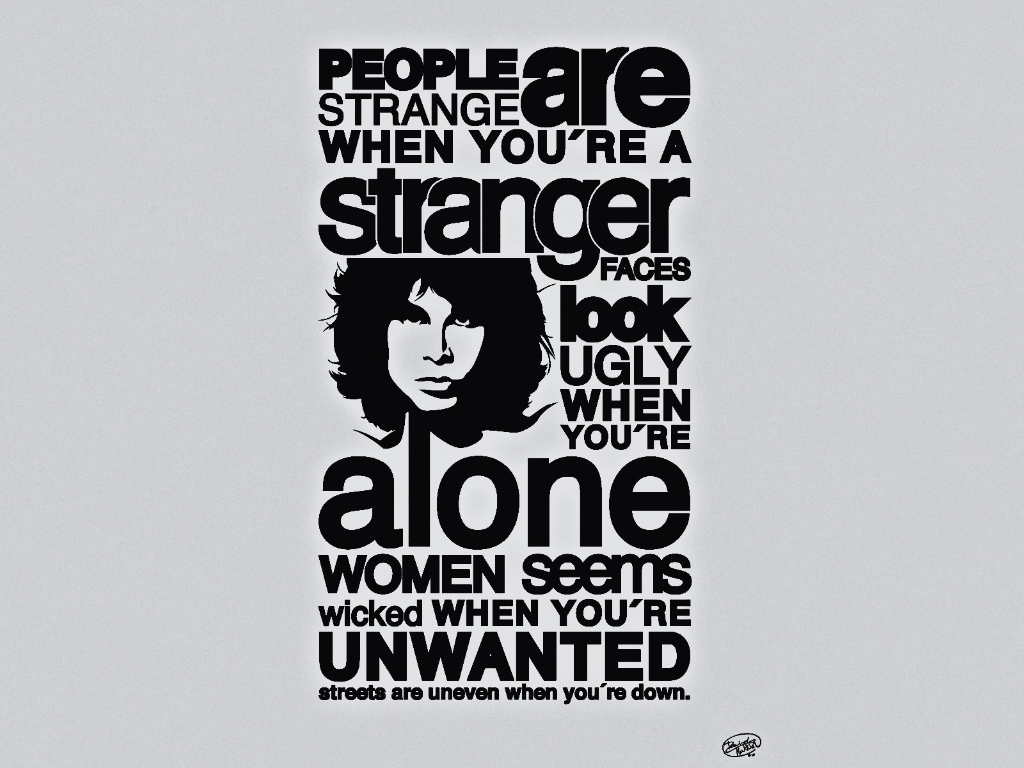 PEOPLE are
STRANGE
WHEN YOU´RE A
stranger
FACES
look
UGLY
WHEN
YOU´RE
alone
WOMEN seems
wicked WHEN YOU´RE
UNWANTED
streets are uneven when you´re down.